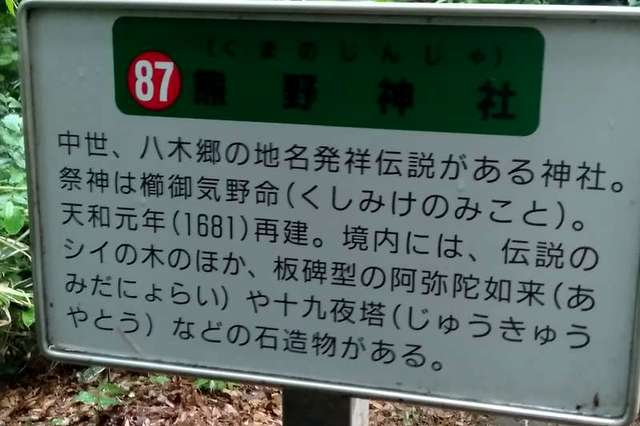 (くまのじんじゃ)
87 熊野神社
中世、八木郷の地名発祥伝説がある神社。
祭神は櫛御気野命(くしみけのみこと)。
天和元年(1681)再建。境内には、伝説の
シイの木のほか、板碑型の阿弥陀如来(あ
みだにょらい)や十九夜塔(じゅうきゅう
やとう)などの石造物がある。